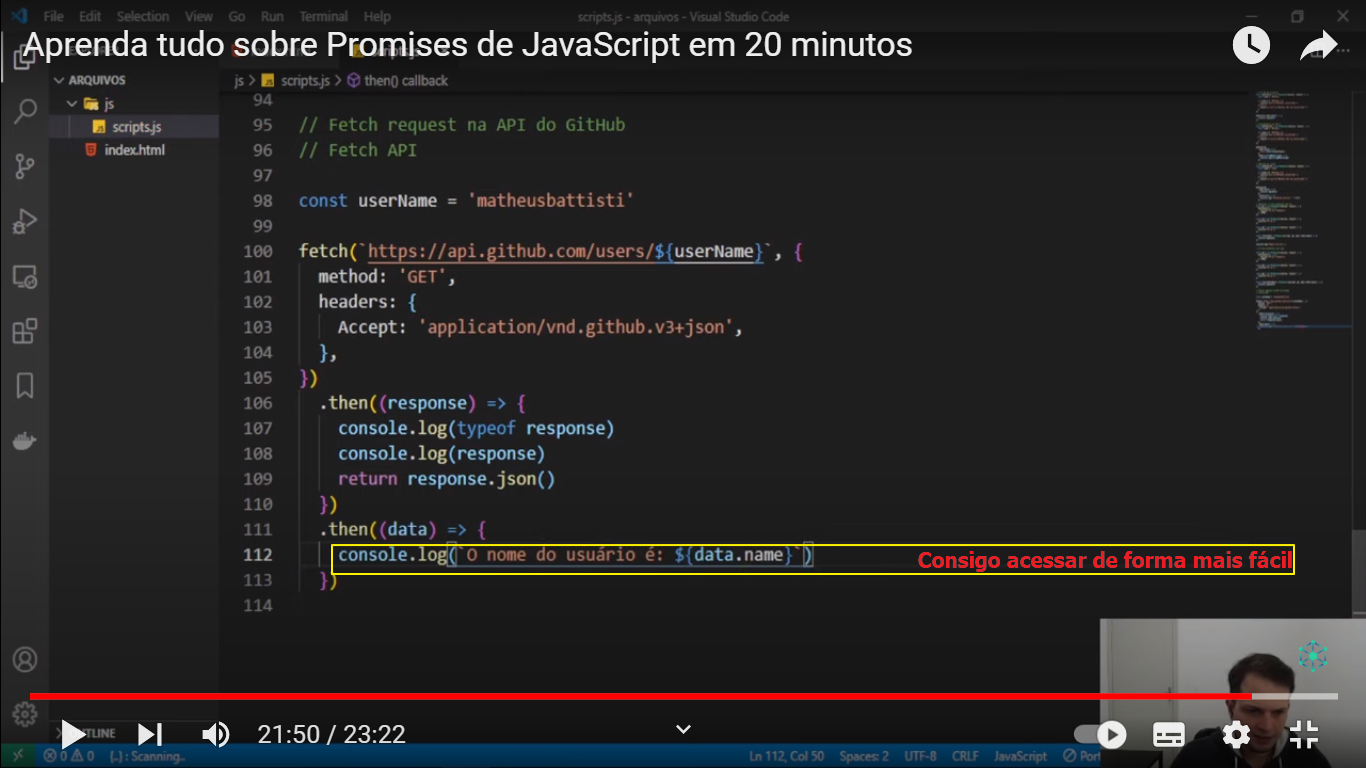 File Edit Selection View Go Run Terminal Help
scripts.js - arquivos - Visual Studio Code
Aprenda tudo sobre Promises de JavaScript em 20 minutos
ARQUIVOS
js
scripts.js
index.html
js > scripts.js > then() callback
94
95 // Fetch request na API do GitHub
96 // Fetch API
97
98 const userName = 'matheusbattisti'
99
100 fetch(`https://api.github.com/users/${userName}`, {
101 method: 'GET',
102 headers: {
103 Accept: 'application/vnd.github.v3+json',
104 },
105 })
106 .then((response) => {
107 console.log(typeof response)
108 console.log(response)
109 return response.json()
110 })
111 .then((data) => {
112 console.log(`O nome do usuário é: ${data.name}`)
Consigo acessar de forma mais fácil
113 })
114
21:50 / 23:22
TLINE
0 0 {..} : Scanning..
Ln 112, Col 50 Spaces: 2 UTF-8 CRLF JavaScript Port